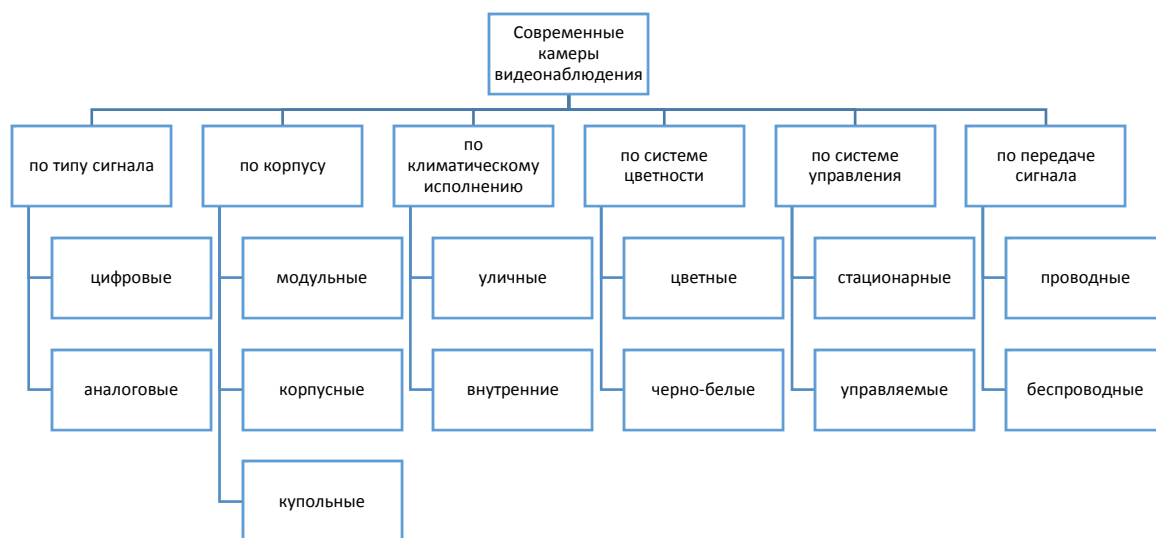 Современные
камеры
видеонаблюдения
по типу сигнала
по корпусу
по
климатическому
исполнению
по системе
цветности
по системе
управления
по передаче
сигнала
цифровые
модульные
уличные
цветные
стационарные
проводные
аналоговые
корпусные
внутренние
черно-белые
управляемые
беспроводные
купольные